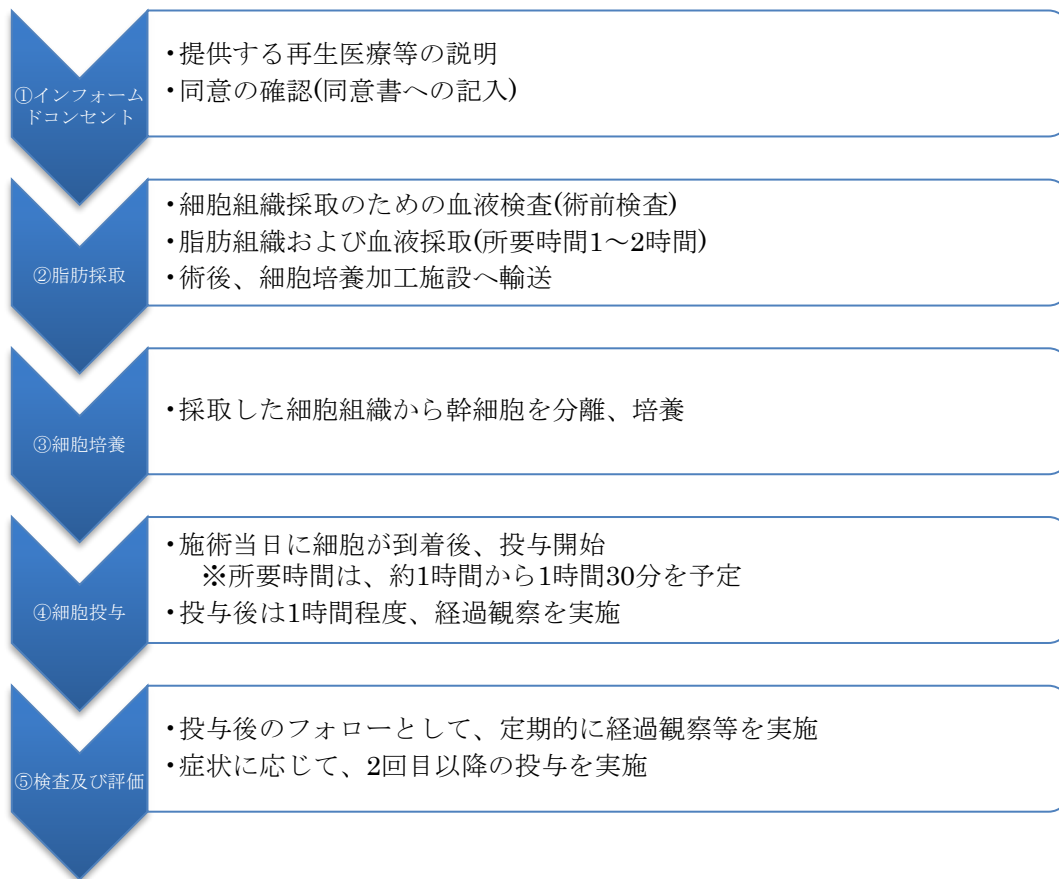 ①インフォーム
ドコンセント
・提供する再生医療等の説明
・同意の確認(同意書への記入)
②脂肪採取
・細胞組織採取のための血液検査(術前検査)
・脂肪組織および血液採取(所要時間1～2時間)
・術後、細胞培養加工施設へ輸送
③細胞培養
・採取した細胞組織から幹細胞を分離、培養
④細胞投与
・施術当日に細胞が到着後、投与開始
※所要時間は、約1時間から1時間30分を予定
・投与後は1時間程度、経過観察を実施
⑤検査及び評価
・投与後のフォローとして、定期的に経過観察等を実施
・症状に応じて、2回目以降の投与を実施